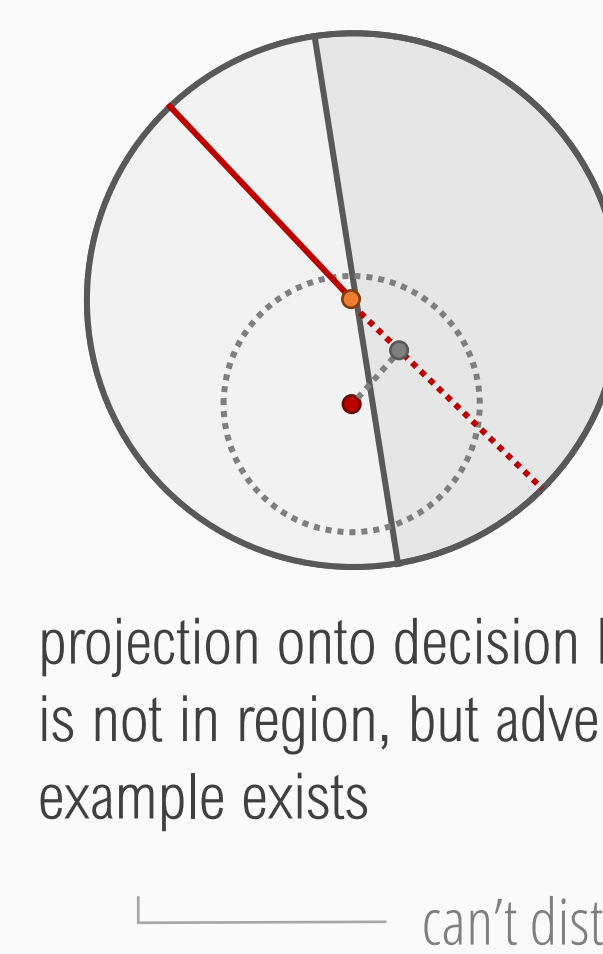 projection onto decision
is not in region, but adve
example exists
can't dist